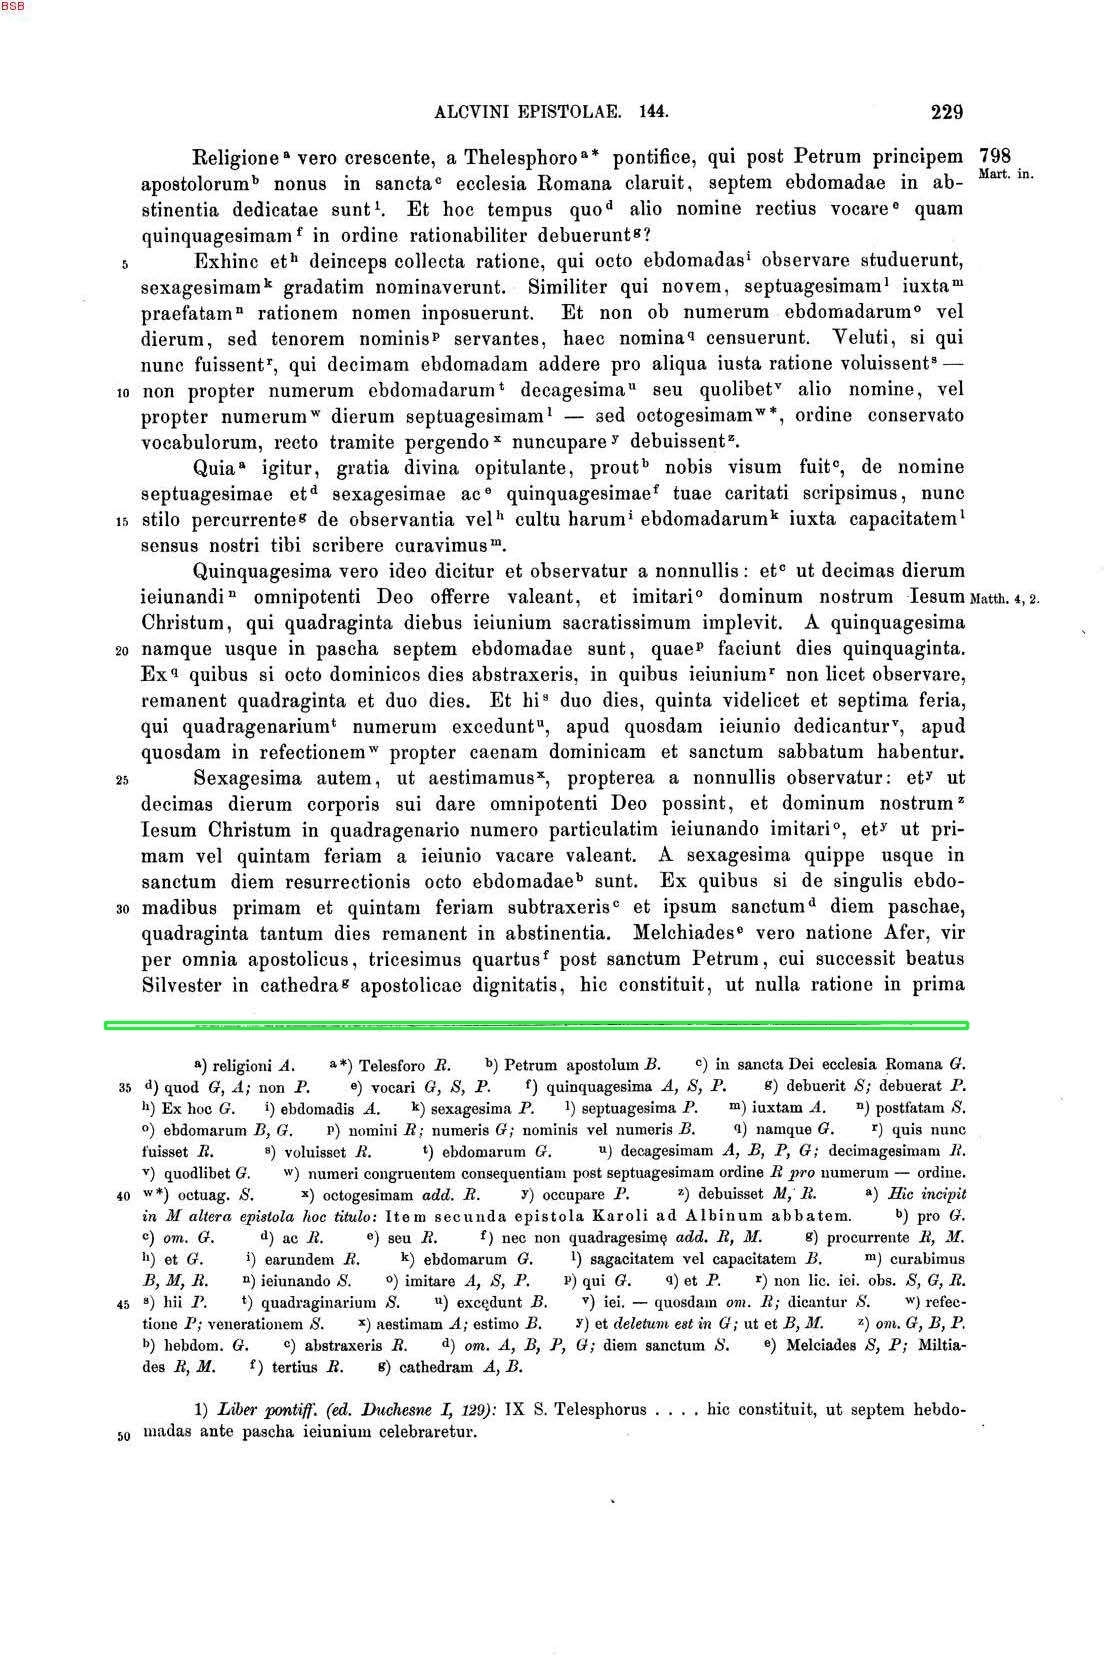 BSB
ALCVINI EPISTOLAE. 144. 229
Religione a vero crescente, a Thelesphoro a* pontifice, qui post Petrum principem 798
Mart. in.
apostolorum b nonus in sancta c ecclesia Romana claruit, septem ebdomadae in ab-
stinentia dedicatae sunt 1. Et hoc tempus quo d alio nomine rectius vocare e quam
quinquagesimam f in ordine rationabiliter debuerunt g?
5 Exhinc et h deinceps collecta ratione, qui octo ebdomadas i observare studuerunt,
sexagesimam k gradatim nominaverunt. Similiter qui novem, septuagesimam l iuxta m
praefatam n rationem nomen inposuerunt. Et non ob numerum ebdomadarum o vel
dierum, sed tenorem nominis p servantes, haec nomina q censuerunt. Veluti, si qui
nunc fuissent r, qui decimam ebdomadam addere pro aliqua iusta ratione voluissent s —
10 non propter numerum ebdomadarum t decagesima u seu quolibet v alio nomine, vel
propter numerum w dierum septuagesimam l — sed octogesimam w*, ordine conservato
vocabulorum, recto tramite pergendo x nuncupare y debuissent z.
Quia a igitur, gratia divina opitulante, prout b nobis visum fuit c, de nomine
septuagesimae et d sexagesimae ac e quinquagesimae f tuae caritati scripsimus, nunc
15 stilo percurrente g de observantia vel h cultu harum i ebdomadarum k iuxta capacitatem l
sensus nostri tibi scribere curavimus m.
Quinquagesima vero ideo dicitur et observatur a nonnullis: et c ut decimas dierum
ieiunandi n omnipotenti Deo offerre valeant, et imitari o dominum nostrum Iesum Matth. 4, 2.
Christum, qui quadraginta diebus ieiunium sacratissimum implevit. A quinquagesima
20 namque usque in pascha septem ebdomadae sunt, quae p faciunt dies quinquaginta.
Ex q quibus si octo dominicos dies abstraxeris, in quibus ieiunium r non licet observare,
remanent quadraginta et duo dies. Et hi s duo dies, quinta videlicet et septima feria,
qui quadragenarium t numerum excedunt u, apud quosdam ieiunio dedicantur v, apud
quosdam in refectionem w propter caenam dominicam et sanctum sabbatum habentur.
25 Sexagesima autem, ut aestimamus x, propterea a nonnullis observatur: et y ut
decimas dierum corporis sui dare omnipotenti Deo possint, et dominum nostrum z
Iesum Christum in quadragenario numero particulatim ieiunando imitari o, et y ut pri-
mam vel quintam feriam a ieiunio vacare valeant. A sexagesima quippe usque in
sanctum diem resurrectionis octo ebdomadae b sunt. Ex quibus si de singulis ebdo-
30 madibus primam et quintam feriam subtraxeris c et ipsum sanctum d diem paschae,
quadraginta tantum dies remanent in abstinentia. Melchiades e vero natione Afer, vir
per omnia apostolicus, tricesimus quartus f post sanctum Petrum, cui successit beatus
Silvester in cathedra g apostolicae dignitatis, hic constituit, ut nulla ratione in prima
a) religioni A. a*) Telesforo R. b) Petrum apostolum B. c) in sancta Dei ecclesia Romana G.
35 d) quod G, A; non P. e) vocari G, S, P. f) quinquagesima A, S, P. g) debuerit S; debuerat P.
h) Ex hoc G. i) ebdomadis A. k) sexagesima P. l) septuagesima P. m) iuxtam A. n) postfatam S.
o) ebdomarum B, G. p) nomini R; numeris G; nominis vel numeris B. q) namque G. r) quis nunc
fuisset R. s) voluisset R. t) ebdomarum G. u) decagesimam A, B, P, G; decimagesimam R.
v) quodlibet G. w) numeri congruentem consequentiam post septuagesimam ordine R pro numerum — ordine.
40 w*) octuag. S. x) octogesimam add. R. y) occupare P. z) debuisset M, R. a) Hic incipit
in M altera epistola hoc titulo: Item secunda epistola Karoli ad Albinum abbatem. b) pro G.
c) om. G. d) ac R. e) seu R. f) nec non quadragesimę add. R, M. g) procurrente R, M.
h) et G. i) earundem R. k) ebdomarum G. l) sagacitatem vel capacitatem B. m) curabimus
B, M, R. n) ieiunando S. o) imitare A, S, P. p) qui G. q) et P. r) non lic. iei. obs. S, G, R.
45 s) hii P. t) quadraginarium S. u) excędunt B. v) iei. — quosdam om. R; dicantur S. w) refec-
tione P; venerationem S. x) aestimam A; estimo B. y) et deletum est in G; ut et B, M. z) om. G, B, P.
b) hebdom. G. c) abstraxeris R. d) om. A, B, P, G; diem sanctum S. e) Melciades S, P; Miltia-
des R, M. f) tertius R. g) cathedram A, B.
1) Liber pontiff. (ed. Duchesne I, 129): IX S. Telesphorus . . . . hic constituit, ut septem hebdo-
50 madas ante pascha ieiunium celebraretur.